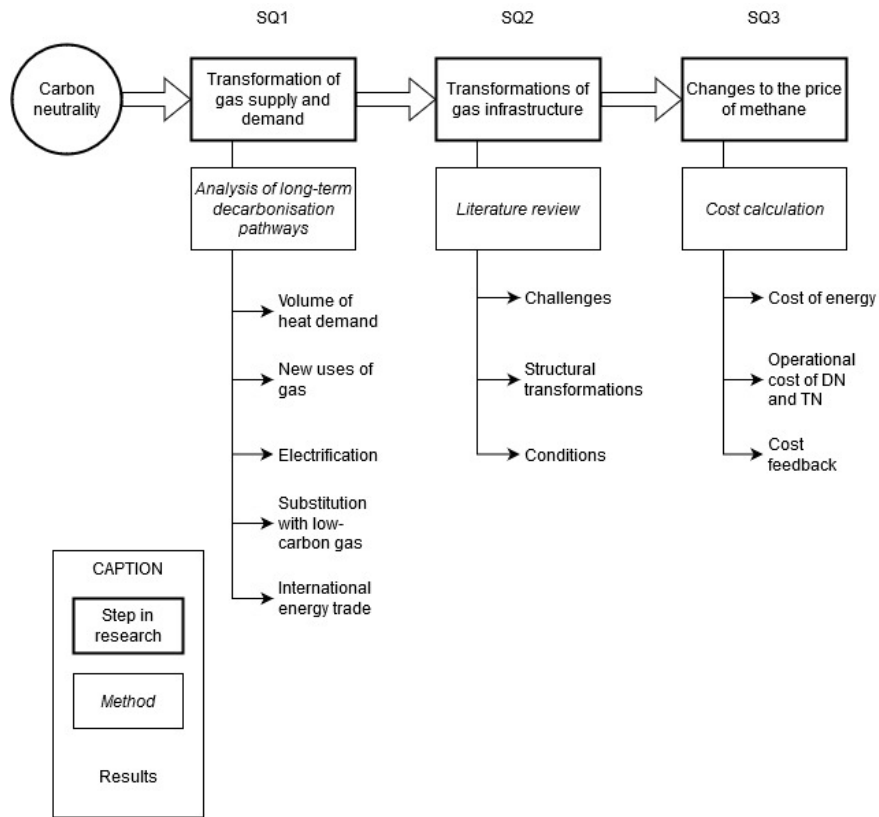 SQ1
SQ2
SQ3
Carbon
neutrality
Transformation of
gas supply and
demand
Transformations of
gas infrastructure
Changes to the price
of methane
Analysis of long-term
decarbonisation
pathways
Literature review
Cost calculation
Volume of
heat demand
New uses of
gas
Electrification
Substitution
with low-
carbon gas
International
energy trade
Challenges
Structural
transformations
Conditions
Cost of energy
Operational
cost of DN
and TN
Cost
feedback
CAPTION
Step in
research
Method
Results